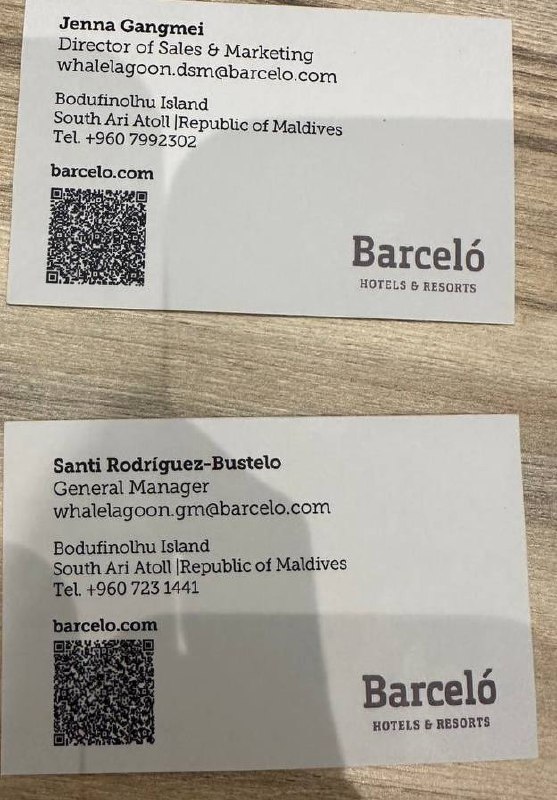 Jenna Gangmei
Director of Sales & Marketing
whalelagoon.dsm@barcelo.com
Bodufinolhu Island
South Ari Atoll |Republic of Maldives
Tel. +960 7992302
barcelo.com
Barceló
HOTELS & RESORTS
Santi Rodríguez-Bustelo
General Manager
whalelagoon.gm@barcelo.com
Bodufinolhu Island
South Ari Atoll |Republic of Maldives
Tel. +960 723 1441
barcelo.com
Barceló
HOTELS & RESORTS